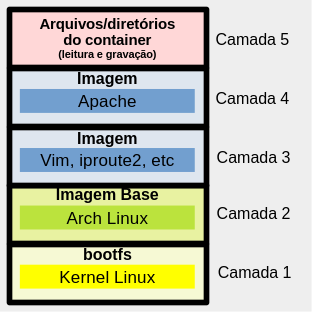 Arquivos/diretórios
do container
(leitura e gravação)
Camada 5
Imagem
Apache
Camada 4
Imagem
Vim, iproute2, etc
Camada 3
Imagem Base
Arch Linux
Camada 2
bootfs
Kernel Linux
Camada 1